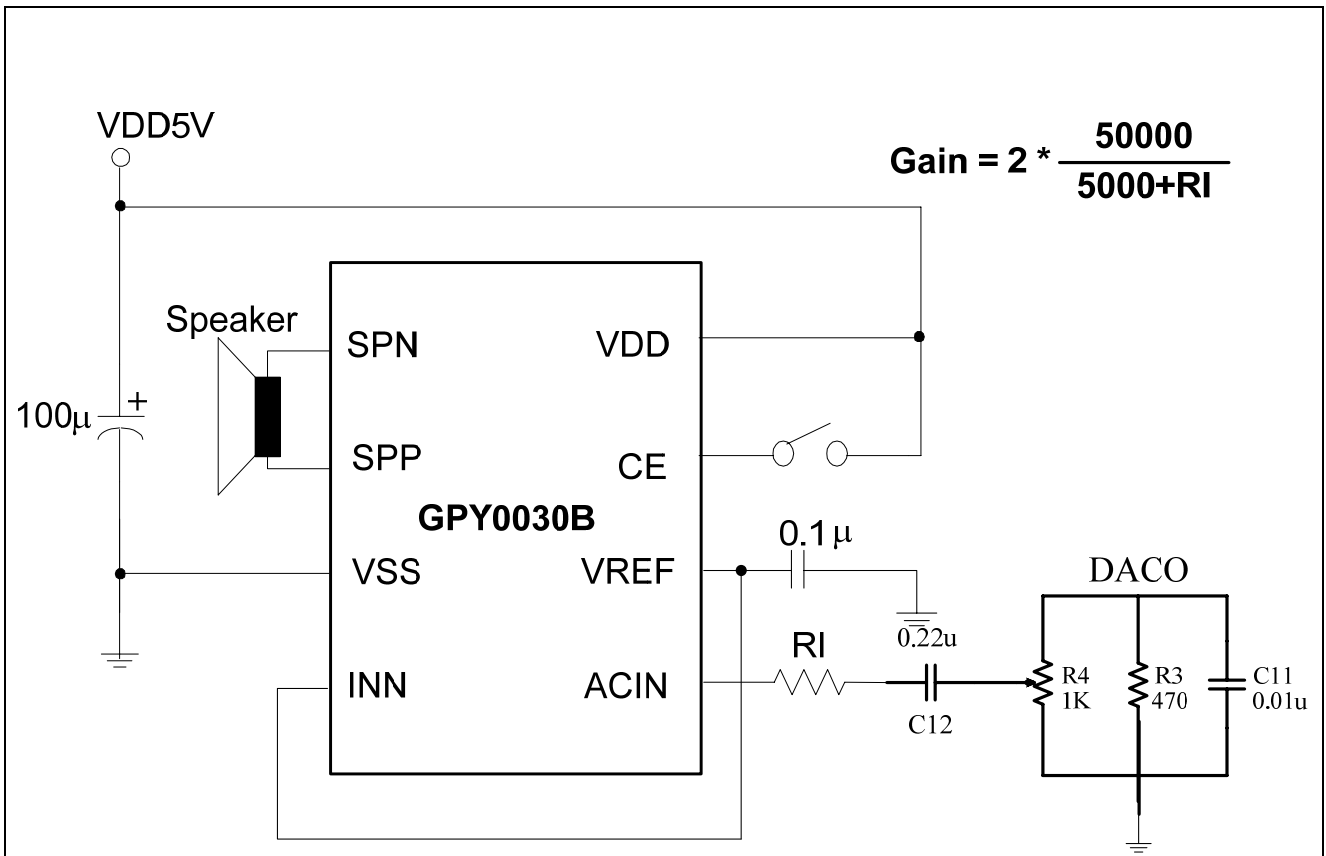 VDD5V
Gain = 2 * 50000
5000+RI
Speaker
SPN
VDD
100μ
+
SPP
CE
GPY0030B
0.1μ
VSS
VREF
DACO
0.22u
RI
INN
ACIN
C12
R4
1K
R3
470
C11
0.01u